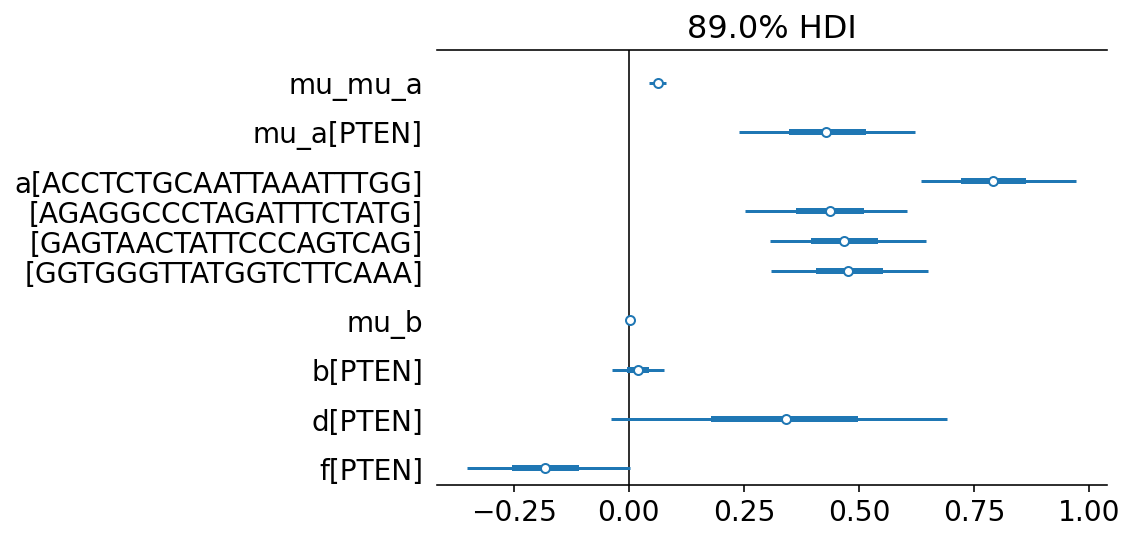 89.0% HDI
mu_mu_a
mu_a[PTEN]
a[ACCTCTGCAATTAAATTTGG]
[AGAGGCCCTAGATTTCTATG]
[GAGTAACTATTCCCAGTCAG]
[GGTGGGTTATGGTCTTCAAA]
mu_b
b[PTEN]
d[PTEN]
f[PTEN]
−0.25 0.00 0.25 0.50 0.75 1.00